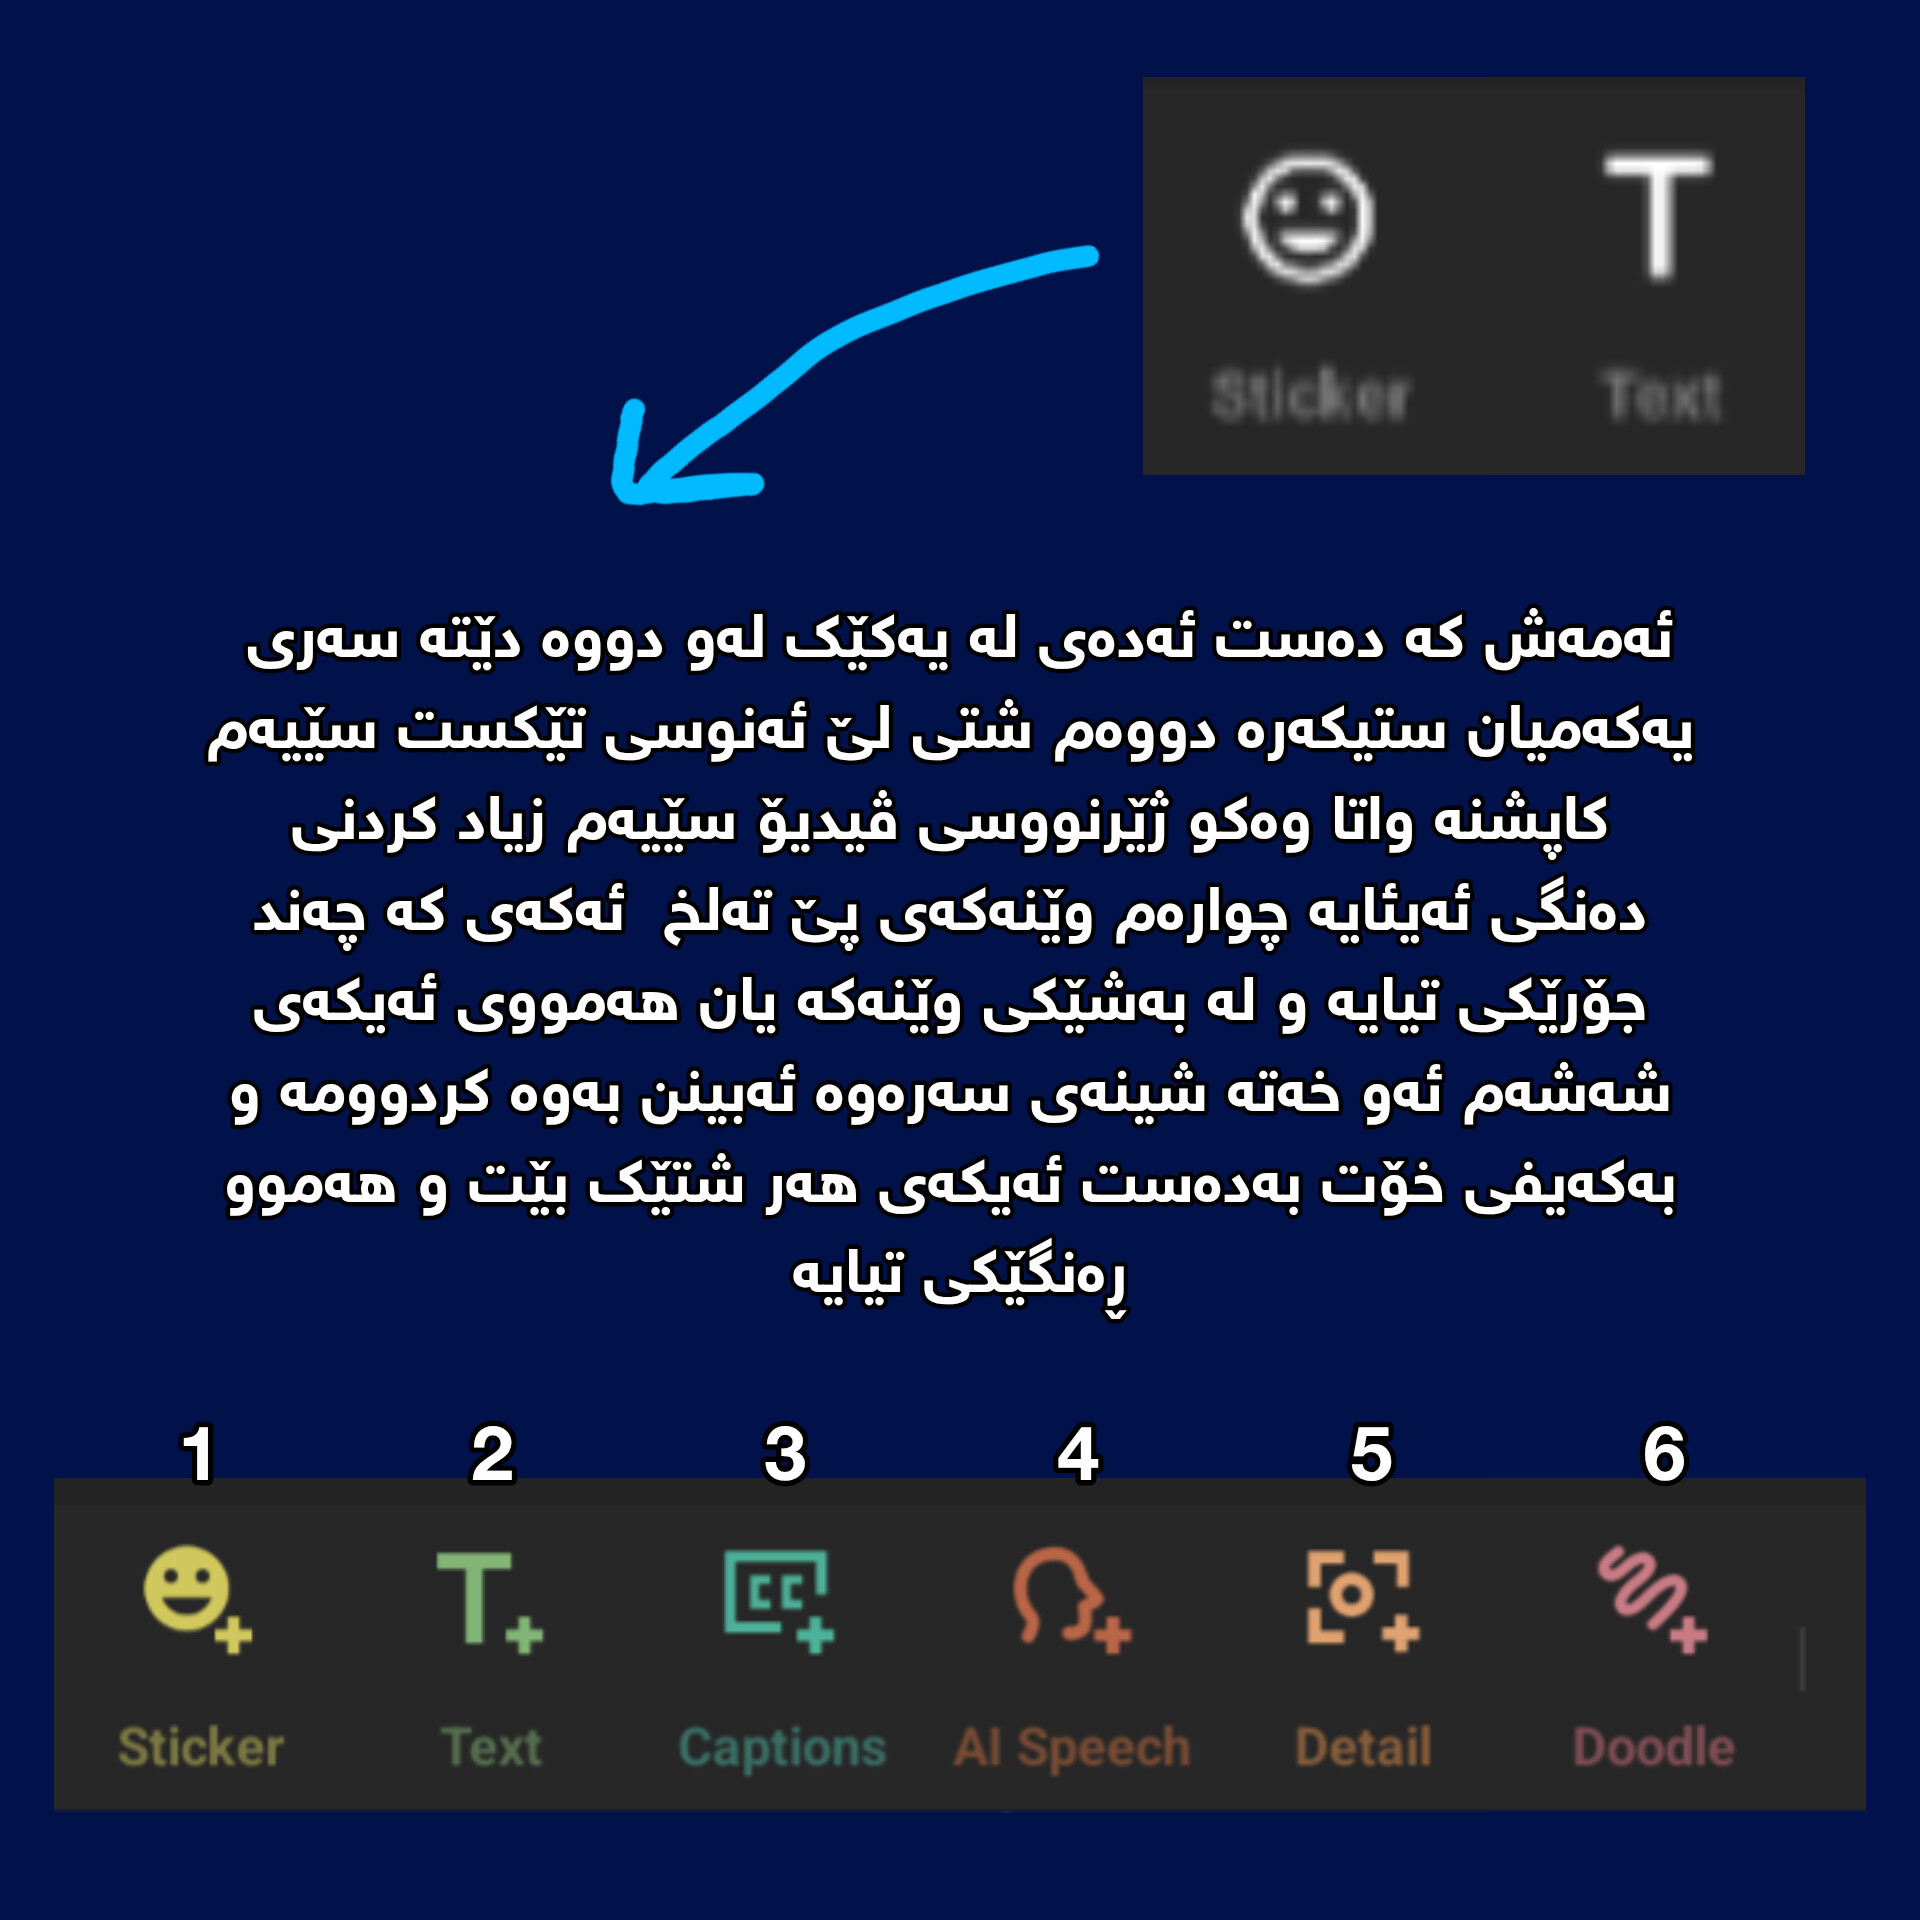 Sticker Text
ئەمەش کە دەست ئەدەی لە یەکێک لەو دووە دێتە سەری
یەکەمیان ستیکەرە دووەم شتی لێ ئەنوسی تێکست سێیەم
کاپشنە واتا وەکو ژێرنووسی ڤیدیۆ سێیەم زیاد کردنی
دەنگی ئەیئایە چوارەم وێنەکەی پێ تەلخ ئەکەی کە چەند
جۆرێکی تیایە و لە بەشێکی وێنەکە یان هەمووی ئەیکەی
شەشەم ئەو خەتە شینەی سەرەوە ئەبینن بەوە کردوومە و
بەکەیفی خۆت بەدەست ئەیکەی هەر شتێک بێت و هەموو
ڕەنگێکی تیایە
1 2 3 4 5 6
Sticker Text Captions AI Speech Detail Doodle